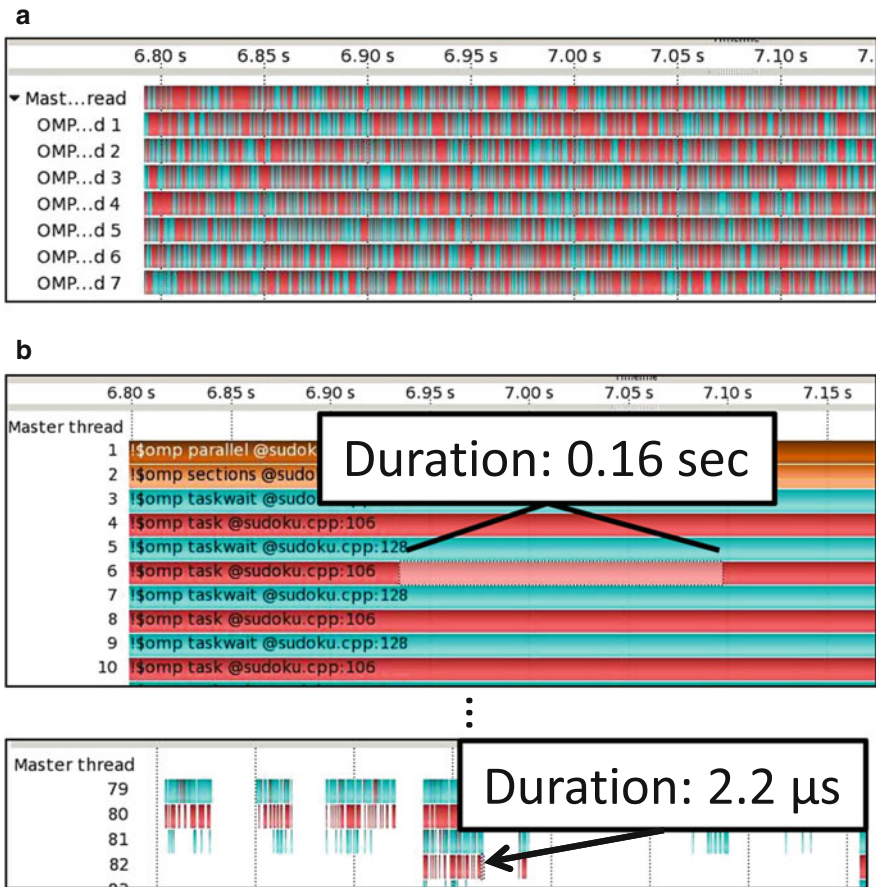 a
6.80 s 6.85 s 6.90 s 6.95 s 7.00 s 7.05 s 7.10 s 7.
Mast...read
OMP...d 1
OMP...d 2
OMP...d 3
OMP...d 4
OMP...d 5
OMP...d 6
OMP...d 7
b
6.80 s 6.85 s 6.90 s 6.95 s 7.00 s 7.05 s 7.10 s 7.15 s
Master thread
1 !$omp parallel @sudok
2 !$omp sections @sudo
3 !$omp taskwait @sudo
4 !$omp task @sudoku.cpp:106
5 !$omp taskwait @sudoku.cpp:128
6 !$omp task @sudoku.cpp:106
7 !$omp taskwait @sudoku.cpp:128
8 !$omp task @sudoku.cpp:106
9 !$omp taskwait @sudoku.cpp:128
10 !$omp task @sudoku.cpp:106
Duration: 0.16 sec
Master thread
79
80
81
82
Duration: 2.2 µs